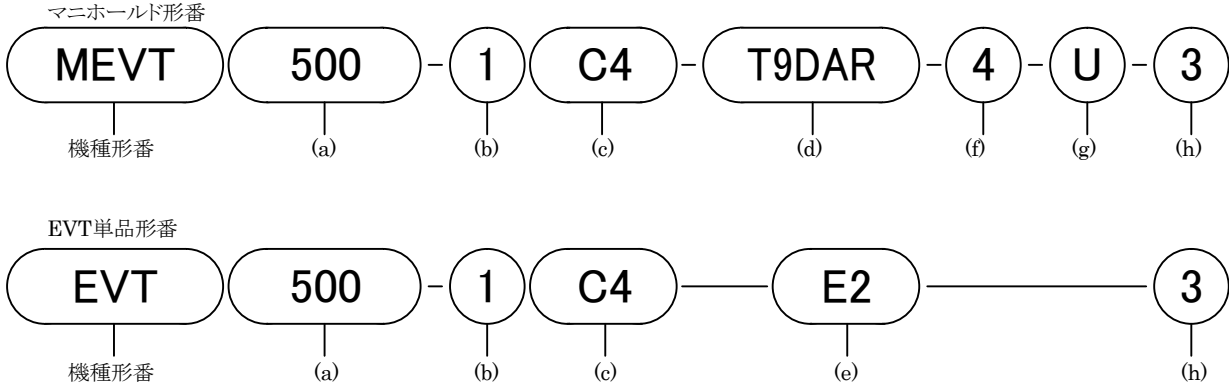 マニホールド形番
MEVT 500 - 1 C4 - T9DAR - 4 - U - 3
機種形番 (a) (b) (c) (d) (f) (g) (h)
EVT単品形番
EVT 500 - 1 C4 E2 3
機種形番 (a) (b) (c) (e) (h)